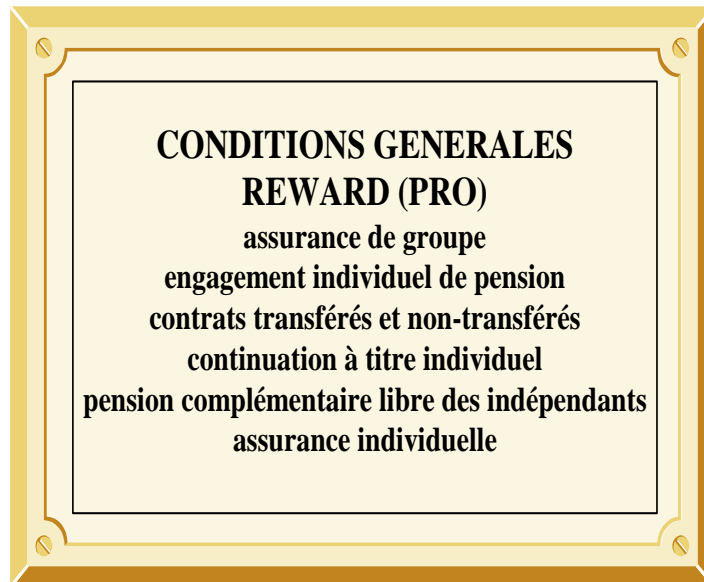 CONDITIONS GENERALES
REWARD (PRO)
assurance de groupe
engagement individuel de pension
contrats transférés et non-transférés
continuation à titre individuel
pension complémentaire libre des indépendants
assurance individuelle